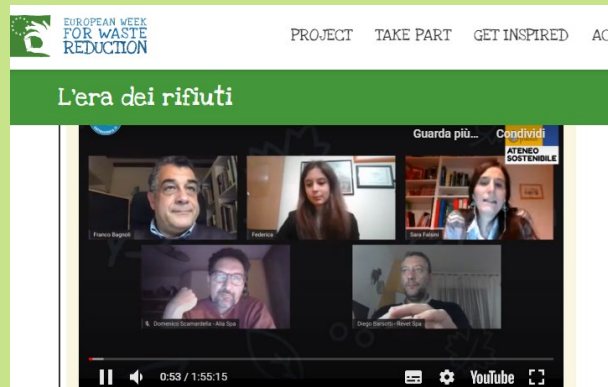 EUROPEAN WEEK
FOR WASTE
REDUCTION
PROJECT TAKE PART GET INSPIRED AC
L'era dei rifiuti
Guarda più... Condividi
ATENEO
SOSTENIBILE
Franco Bagnoli
Federica
Sara Falsini
Domenico Scamardella - Alia Spa
Diego Barsotti - Revet Spa
0:53 / 1:55:15
YouTube